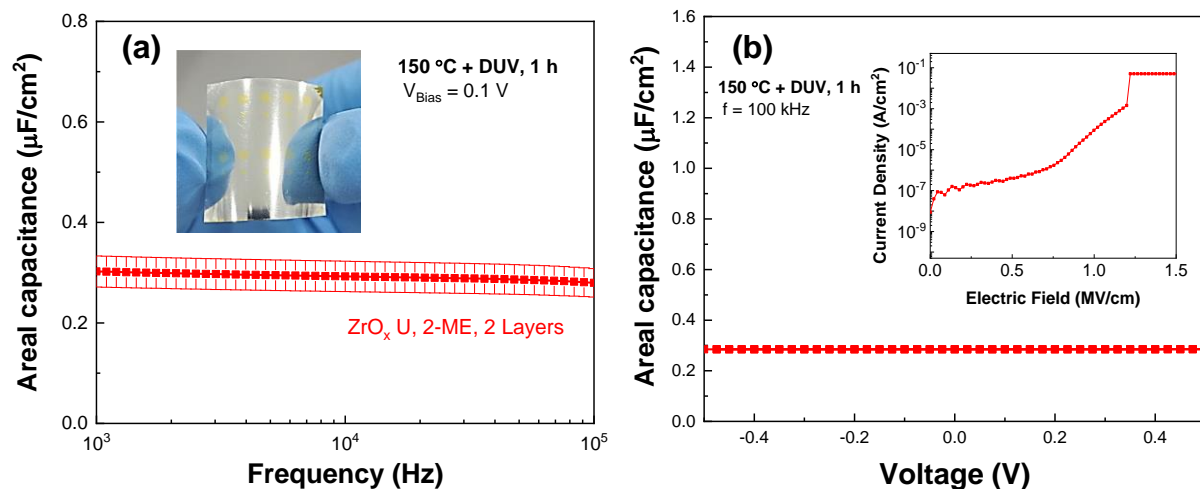 (a)
150 ºC + DUV, 1 h
V_Bias = 0.1 V
ZrO_x U, 2-ME, 2 Layers
Areal capacitance (μF/cm²)
0.8
0.6
0.4
0.2
0.0
10³
10⁴
10⁵
Frequency (Hz)
(b)
150 ºC + DUV, 1 h
f = 100 kHz
Areal capacitance (μF/cm²)
1.6
1.4
1.2
1.0
0.8
0.6
0.4
0.2
0.0
-0.4
-0.2
0.0
0.2
0.4
Voltage (V)
Current Density (A/cm²)
10⁻¹
10⁻³
10⁻⁵
10⁻⁷
10⁻⁹
0.0
0.5
1.0
1.5
Electric Field (MV/cm)